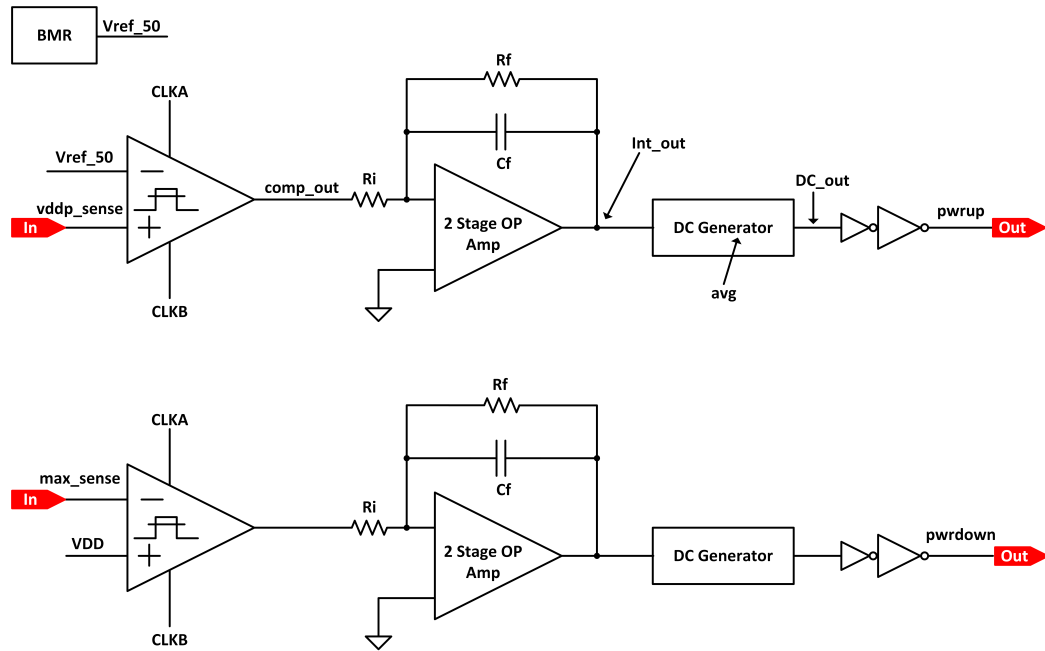 BMR
Vref_50
Rf
CLKA
Cf
Int_out
Vref_50
comp_out
Ri
DC_out
vddp_sense
In
2 Stage OP
Amp
DC Generator
pwrup
Out
avg
CLKB
Rf
CLKA
Cf
max_sense
In
Ri
VDD
2 Stage OP
Amp
DC Generator
pwrdown
Out
CLKB